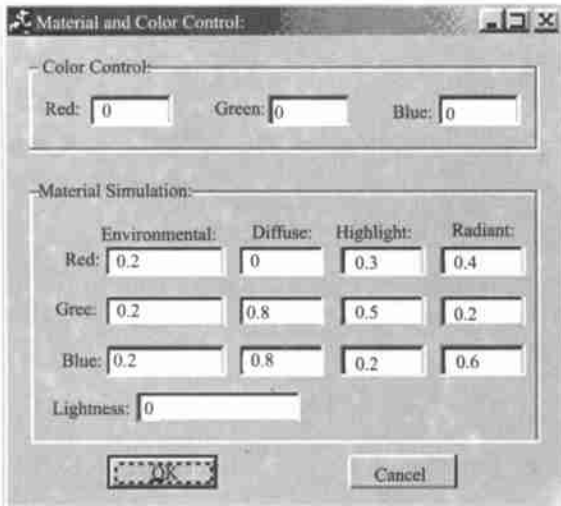 Material and Color Control:
Color Control:
Red: 0 Green: 0 Blue: 0
Material Simulation:
Environmental: Diffuse: Highlight: Radiant:
Red: 0.2 0 0.3 0.4
Gree: 0.2 0.8 0.5 0.2
Blue: 0.2 0.8 0.2 0.6
Lightness: 0
OK Cancel